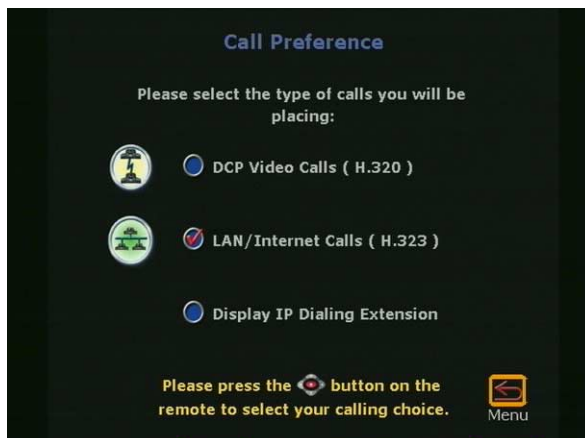 Call Preference
Please select the type of calls you will be
placing:
DCP Video Calls ( H.320 )
LAN/Internet Calls ( H.323 )
Display IP Dialing Extension
Please press the button on the
remote to select your calling choice.
Menu